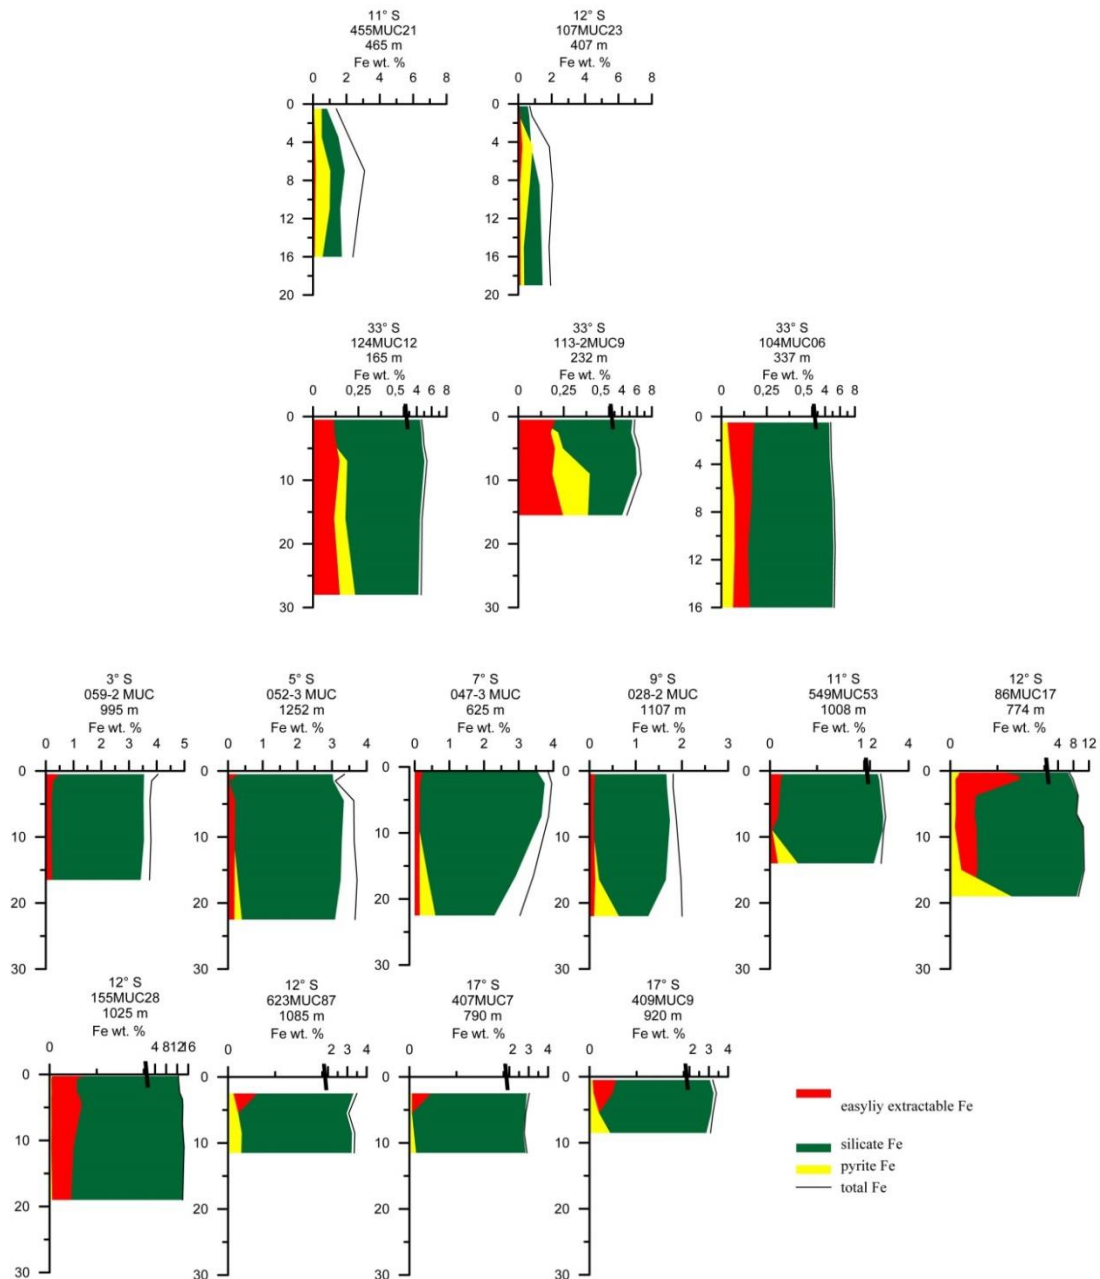 11° S
455MUC21
465 m
Fe wt. %
0 2 4 6 8
0
4
8
12
16
20
12° S
107MUC23
407 m
Fe wt. %
0 2 4 6 8
33° S
124MUC12
165 m
Fe wt. %
0 0,25 0,5 4 6 8
0
10
20
30
33° S
113-2MUC9
232 m
Fe wt. %
0 0,25 0,5 4 6 8
0
10
20
30
33° S
104MUC06
337 m
Fe wt. %
0 0,25 0,5 4 6 8
0
4
8
12
16
3° S
059-2 MUC
995 m
Fe wt. %
0 1 2 3 4 5
0
10
20
30
5° S
052-3 MUC
1252 m
Fe wt. %
0 1 2 3 4
0
10
20
30
7° S
047-3 MUC
625 m
Fe wt. %
0 1 2 3 4
0
10
20
30
9° S
028-2 MUC
1107 m
Fe wt. %
0 1 2 3
0
10
20
30
11° S
549MUC53
1008 m
Fe wt. %
0 1 2 4
0
10
20
30
12° S
86MUC17
774 m
Fe wt. %
0 4 8 12
0
10
20
30
12° S
155MUC28
1025 m
Fe wt. %
0 4 8 12 16
0
10
20
30
12° S
623MUC87
1085 m
Fe wt. %
0 2 3 4
0
10
20
30
17° S
407MUC7
790 m
Fe wt. %
0 2 3 4
0
10
20
30
17° S
409MUC9
920 m
Fe wt. %
0 2 3 4
0
10
20
30
easyliy extractable Fe
silicate Fe
pyrite Fe
total Fe